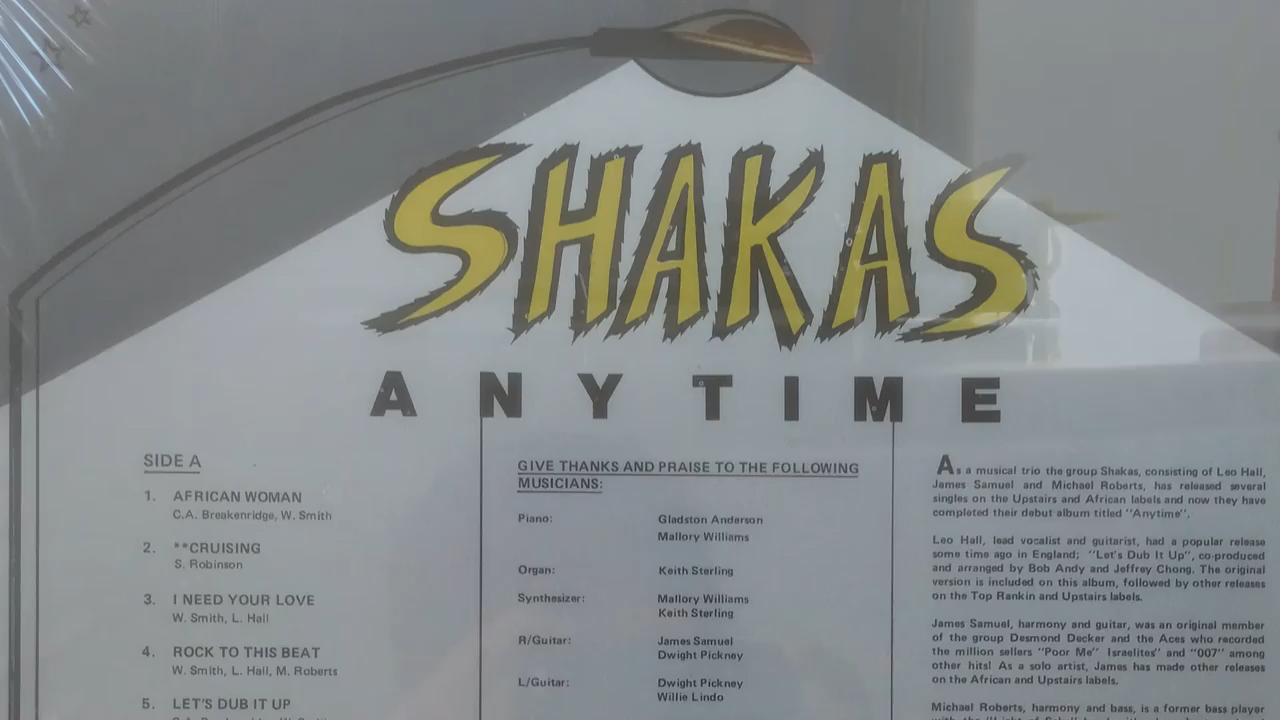 SHAKAS
ANYTIME
SIDE A
1. AFRICAN WOMAN
C.A. Breakenridge, W. Smith
2. **CRUISING
S. Robinson
3. I NEED YOUR LOVE
W. Smith, L. Hall
4. ROCK TO THIS BEAT
W. Smith, L. Hall, M. Roberts
5. LET'S DUB IT UP
GIVE THANKS AND PRAISE TO THE FOLLOWING
MUSICIANS:
Piano: Gladston Anderson
Mallory Williams
Organ: Keith Sterling
Synthesizer: Mallory Williams
Keith Sterling
R/Guitar: James Samuel
Dwight Pickney
L/Guitar: Dwight Pickney
Willie Lindo
As a musical trio the group Shakas, consisting of Leo Hall,
James Samuel and Michael Roberts, has released several
singles on the Upstairs and African labels and now they have
completed their debut album titled "Anytime".
Leo Hall, lead vocalist and guitarist, had a popular release
some time ago in England; "Let's Dub It Up", co-produced
and arranged by Bob Andy and Jeffrey Chong. The original
version is included on this album, followed by other releases
on the Top Rankin and Upstairs labels.
James Samuel, harmony and guitar, was an original member
of the group Desmond Decker and the Aces who recorded
the million sellers "Poor Me" Israelites" and "007" among
other hits! As a solo artist, James has made other releases
on the African and Upstairs labels.
Michael Roberts, harmony and bass, is a former bass player